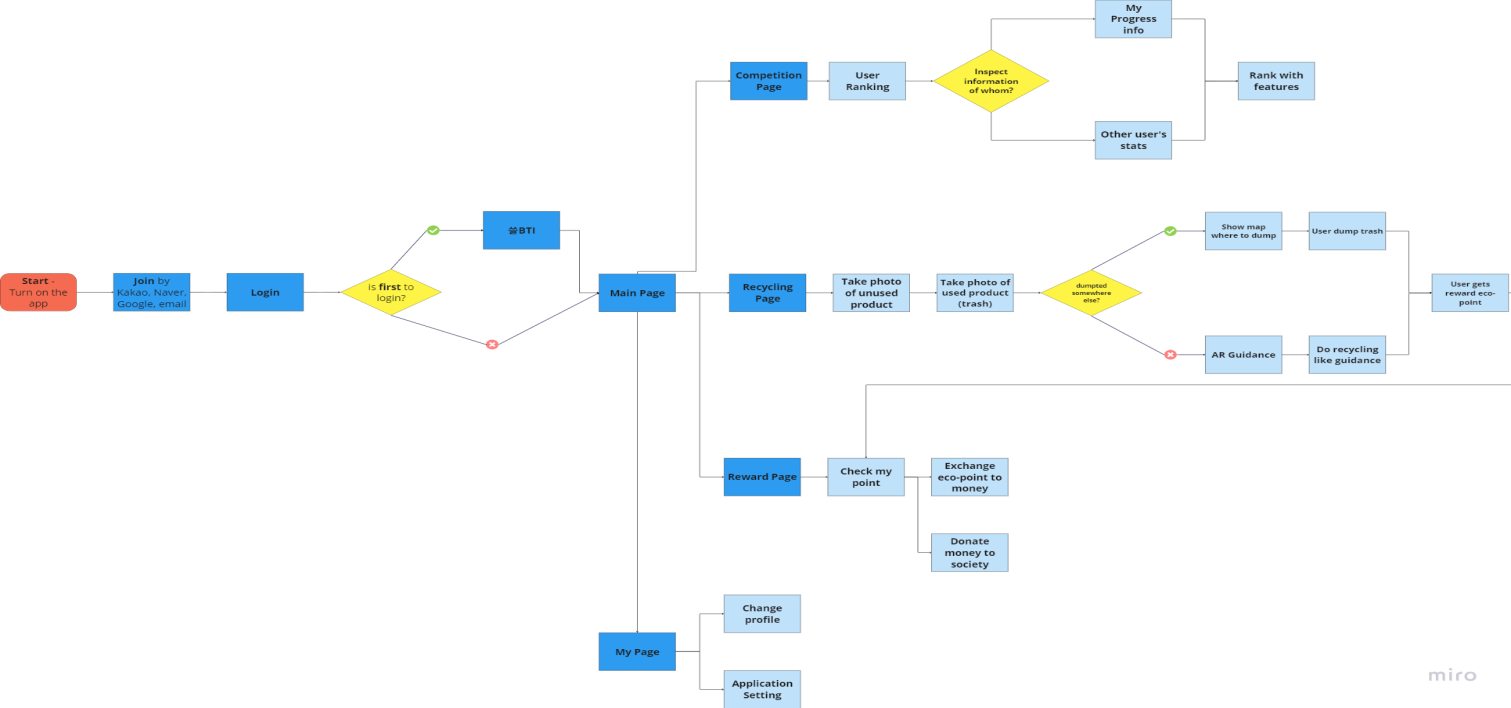 My
Progress
info
Competition
Page
User
Ranking
Inspect
information
of whom?
Rank with
features
Other user's
stats
쓸BTI
Show map
where to dump
User dump trash
Start -
Turn on the
app
Join by
Kakao, Naver,
Google, email
Login
is first to
login?
Main Page
Recycling
Page
Take photo
of unused
product
Take photo of
used product
(trash)
dumpted
somewhere
else?
User gets
reward eco-
point
AR Guidance
Do recycling
like guidance
Reward Page
Check my
point
Exchange
eco-point to
money
Donate
money to
society
Change
profile
My Page
Application
Setting
miro